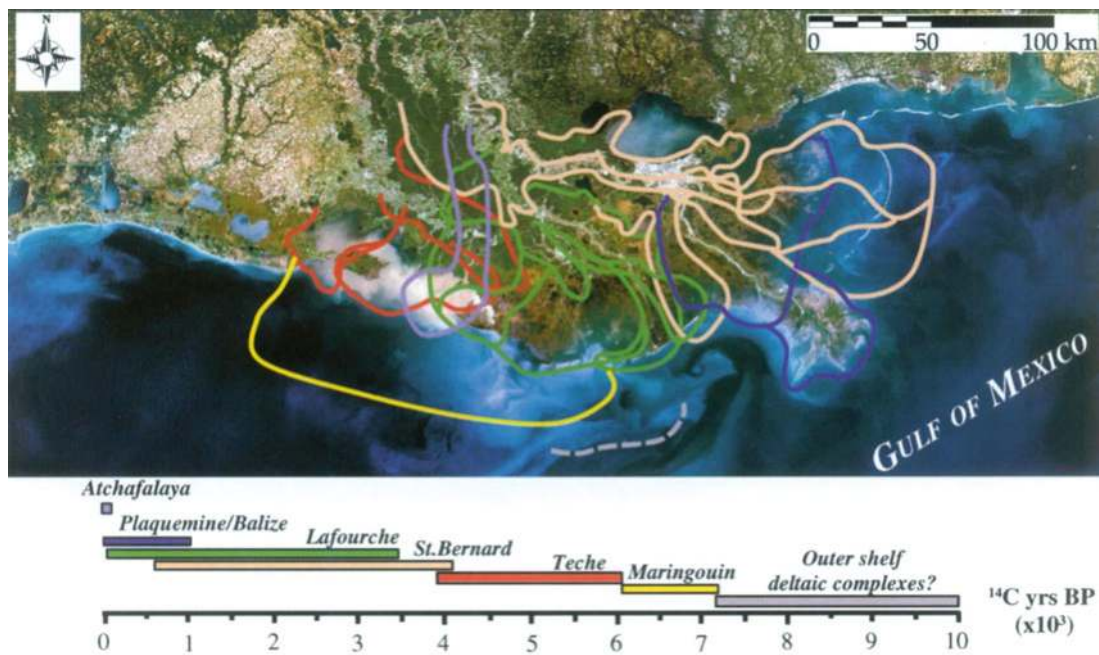 N
0 50 100 km
GULF OF MEXICO
Atchafalaya
Plaquemine/Balize
Lafourche
St.Bernard
Teche
Maringouin
Outer shelf
deltaic complexes?
¹⁴C yrs BP
(x10³)
0 1 2 3 4 5 6 7 8 9 10